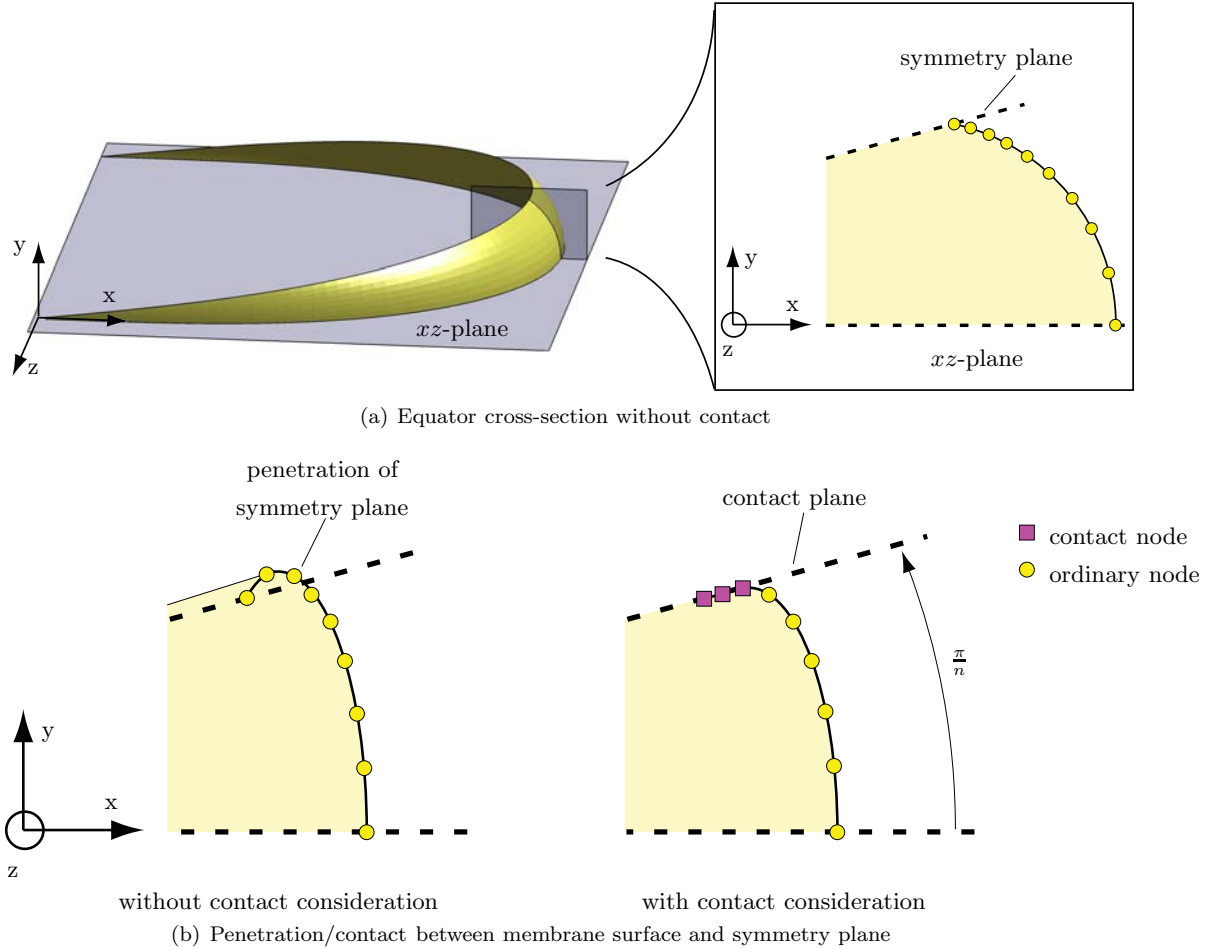 symmetry plane
y
x
z
xz-plane
y
x
z
xz-plane
(a) Equator cross-section without contact
penetration of
symmetry plane
contact plane
contact node
ordinary node
π/n
y
x
z
without contact consideration
with contact consideration
(b) Penetration/contact between membrane surface and symmetry plane